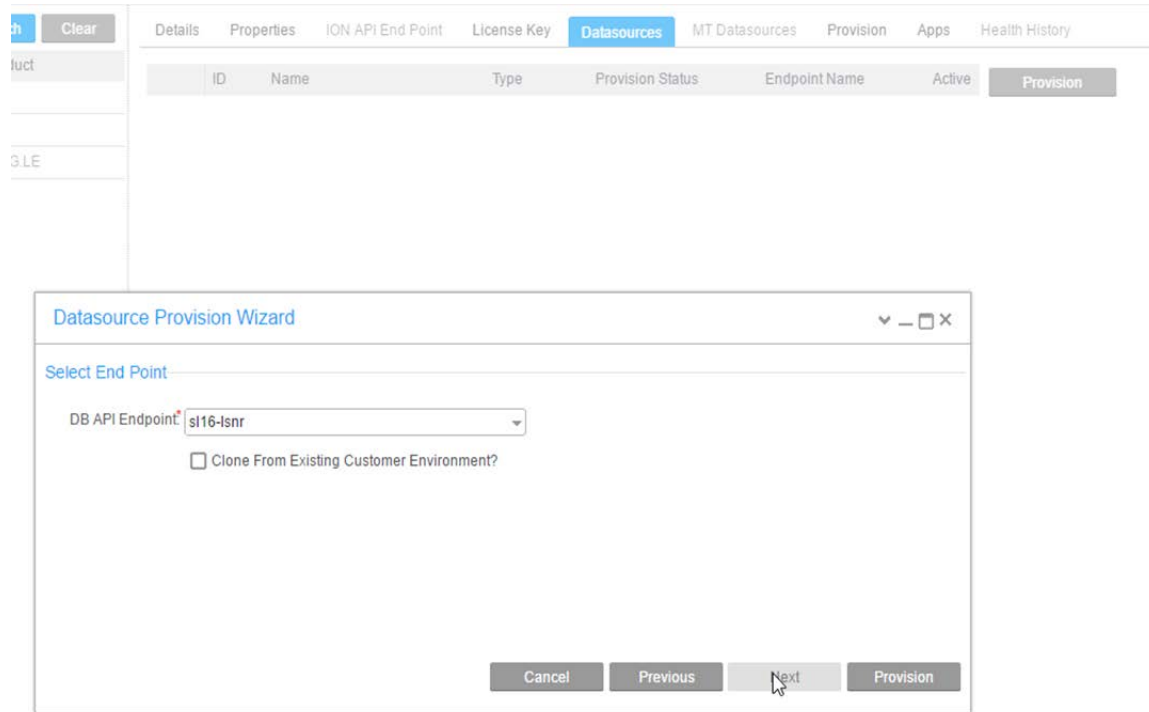 Clear Details Properties ION API End Point License Key Datasources MT Datasources Provision Apps Health History
ID Name Type Provision Status Endpoint Name Active Provision
G.LE
Datasource Provision Wizard
Select End Point
DB API Endpoint:* sl16-lsnr
Clone From Existing Customer Environment?
Cancel Previous Next Provision